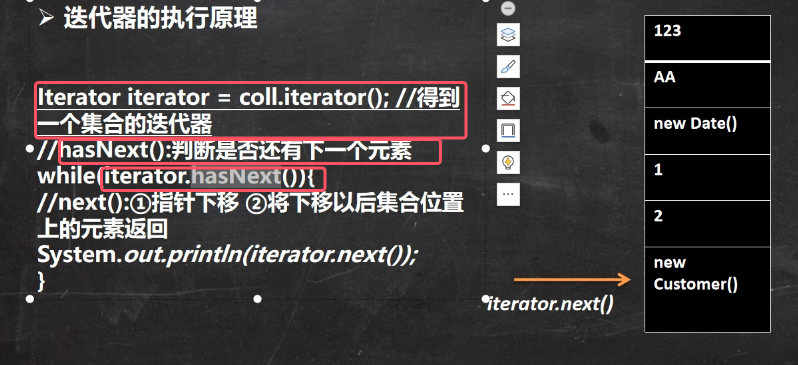 ➢ 迭代器的执行原理
Iterator iterator = coll.iterator(); //得到
一个集合的迭代器
//hasNext():判断是否还有下一个元素
while(iterator.hasNext()){
//next():①指针下移 ②将下移以后集合位置
上的元素返回
System.out.println(iterator.next());
}
iterator.next()
123
AA
new Date()
1
2
new
Customer()